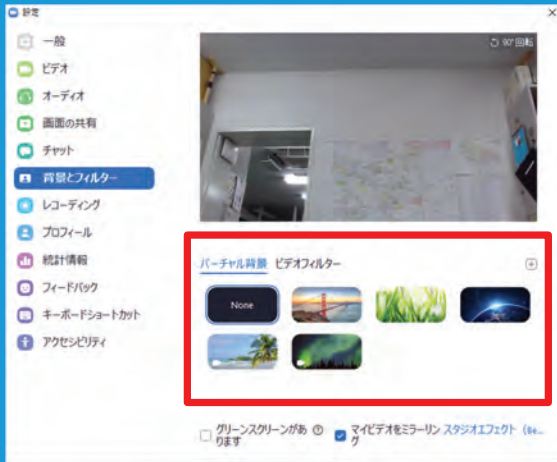 設定
一般
ビデオ
オーディオ
画面の共有
チャット
背景とフィルター
レコーディング
プロフィール
統計情報
フィードバック
キーボードショートカット
アクセシビリティ
90°回転
バーチャル背景 ビデオフィルター
None
グリーンスクリーンがあ
ります
マイビデオをミラーリン
グ
スタジオエフェクト (Be...